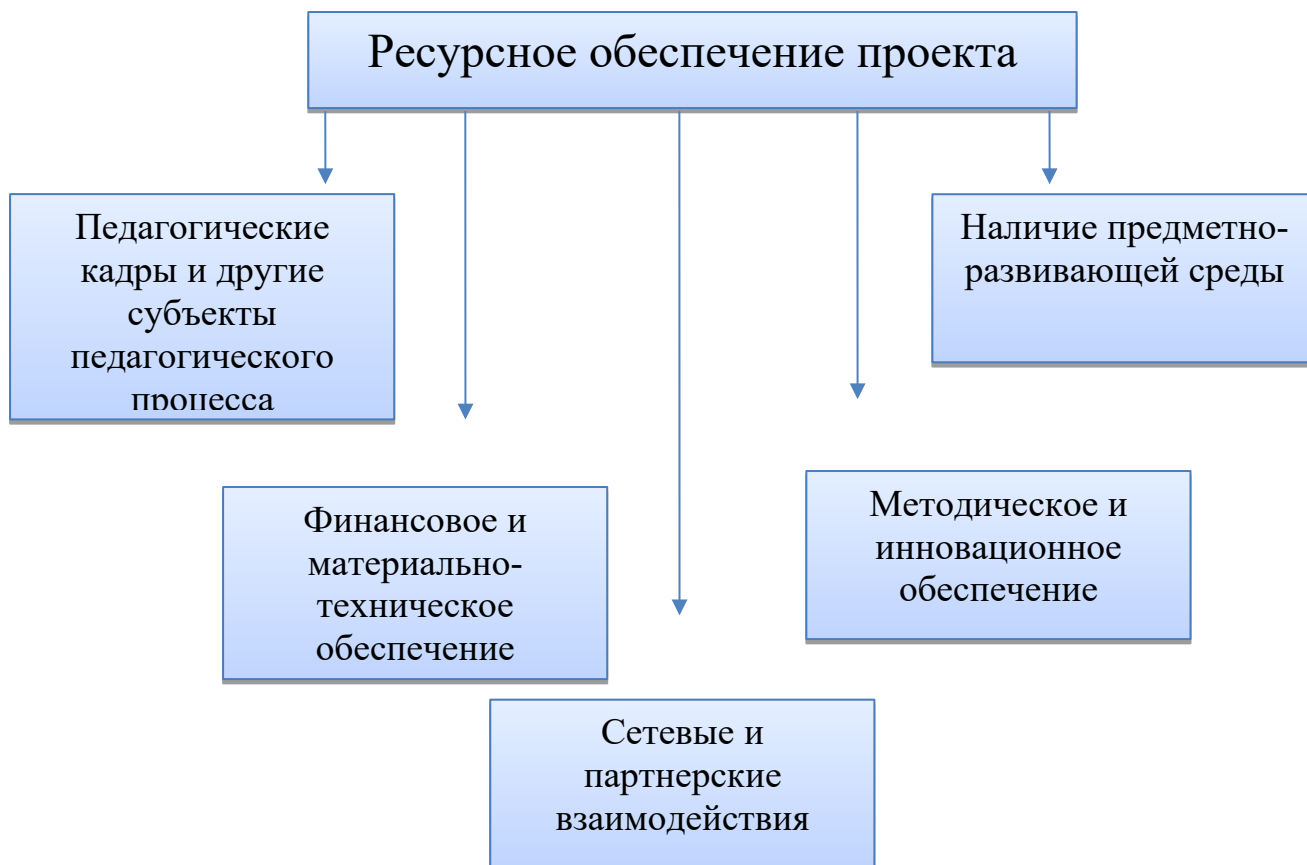 Ресурсное обеспечение проекта
Педагогические
кадры и другие
субъекты
педагогического
процесса
Наличие предметно-
развивающей среды
Финансовое и
материально-
техническое
обеспечение
Методическое и
инновационное
обеспечение
Сетевые и
партнерские
взаимодействия